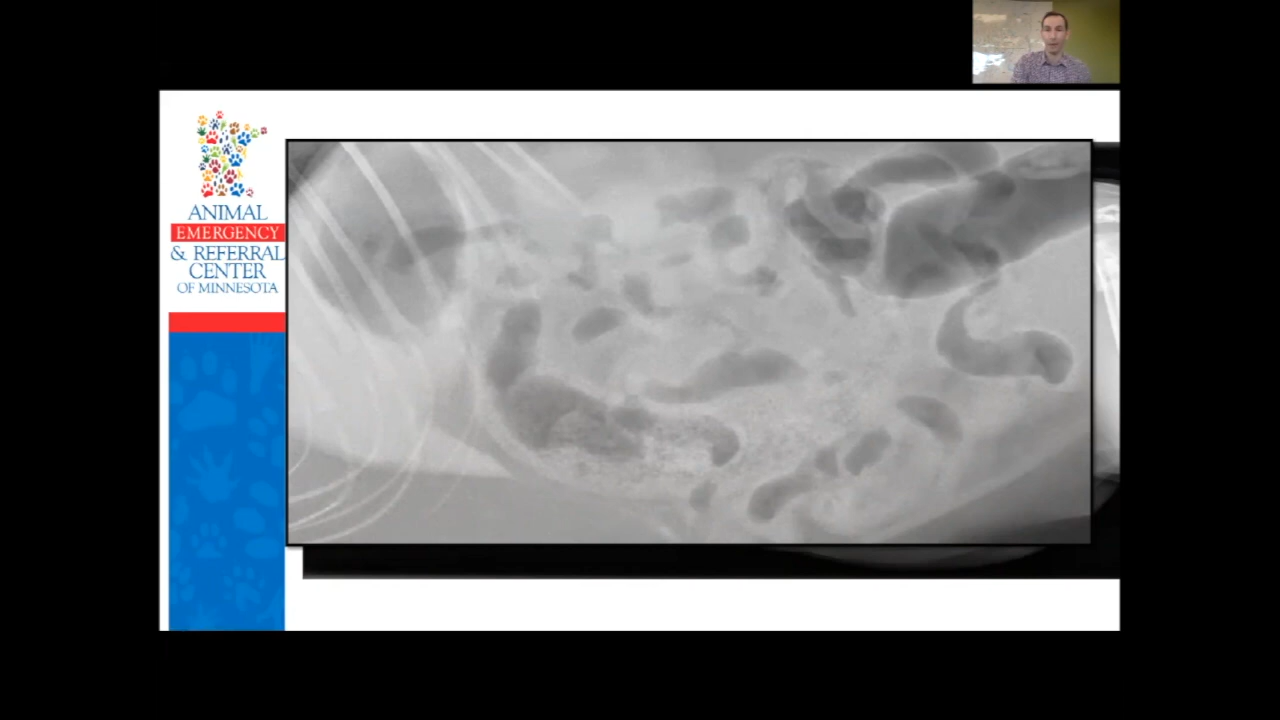 ANIMAL
EMERGENCY
& REFERRAL
CENTER
OF MINNESOTA